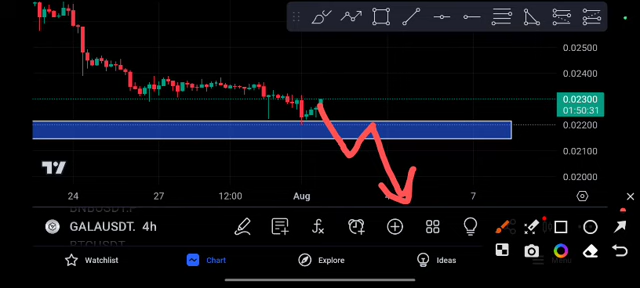 0.02500
0.02400
0.02300
01:50:31
0.02200
0.02100
0.02000
24
27
12:00
Aug
7
GALAUSDT. 4h
BTCUSDT.
Watchlist
Chart
Explore
Ideas